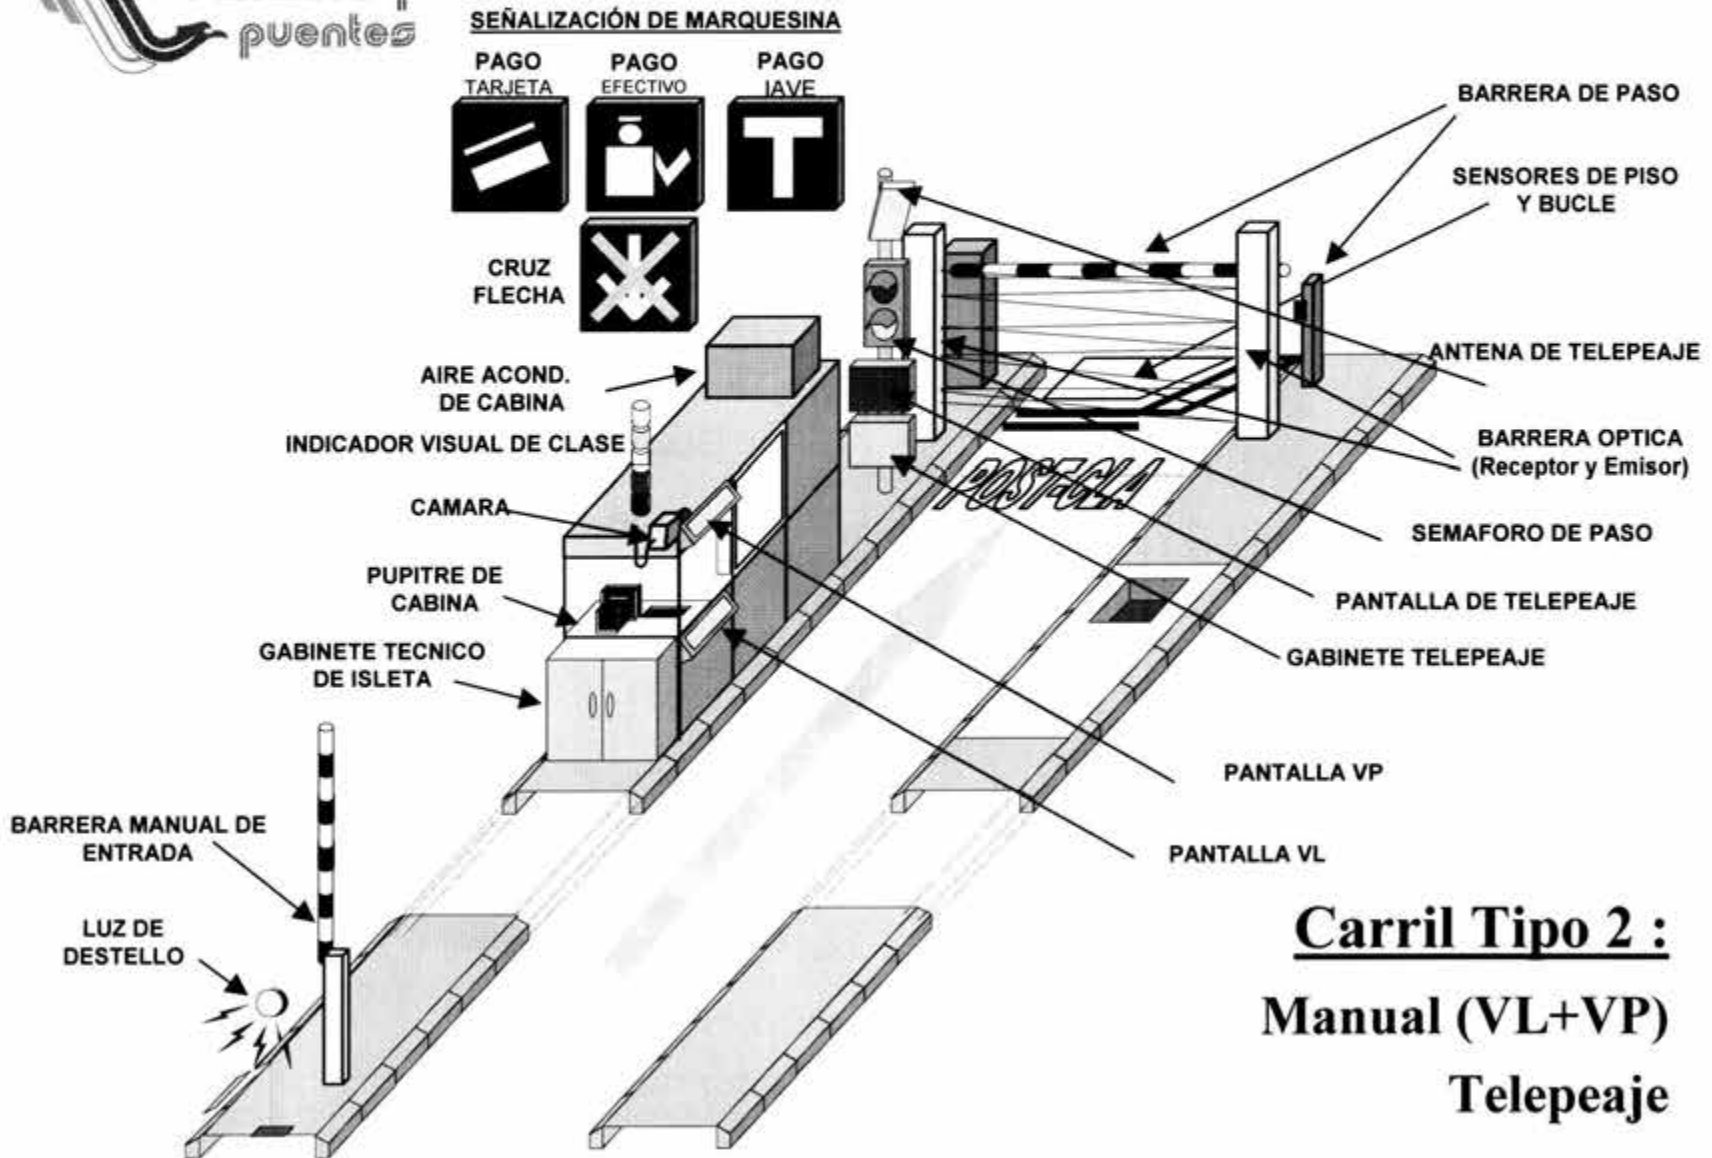 puentes
SEÑALIZACIÓN DE MARQUESINA
PAGO
TARJETA
PAGO
EFECTIVO
PAGO
IAVE
T
CRUZ
FLECHA
BARRERA DE PASO
SENSORES DE PISO
Y BUCLE
AIRE ACOND.
DE CABINA
ANTENA DE TELEPEAJE
INDICADOR VISUAL DE CLASE
BARRERA OPTICA
(Receptor y Emisor)
CAMARA
POSTECLA
SEMAFORO DE PASO
PUPITRE DE
CABINA
PANTALLA DE TELEPEAJE
GABINETE TECNICO
DE ISLETA
GABINETE TELEPEAJE
PANTALLA VP
BARRERA MANUAL DE
ENTRADA
PANTALLA VL
LUZ DE
DESTELLO
Carril Tipo 2 :
Manual (VL+VP)
Telepeaje